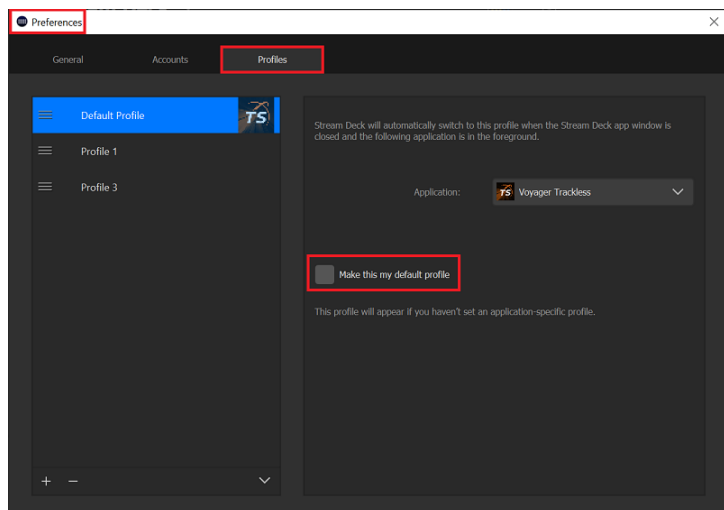 Preferences
General
Accounts
Profiles
Default Profile
TS
Profile 1
Profile 3
Stream Deck will automatically switch to this profile when the Stream Deck app window is
closed and the following application is in the foreground.
Application:
TS
Voyager Trackless
Make this my default profile
This profile will appear if you haven't set an application-specific profile.